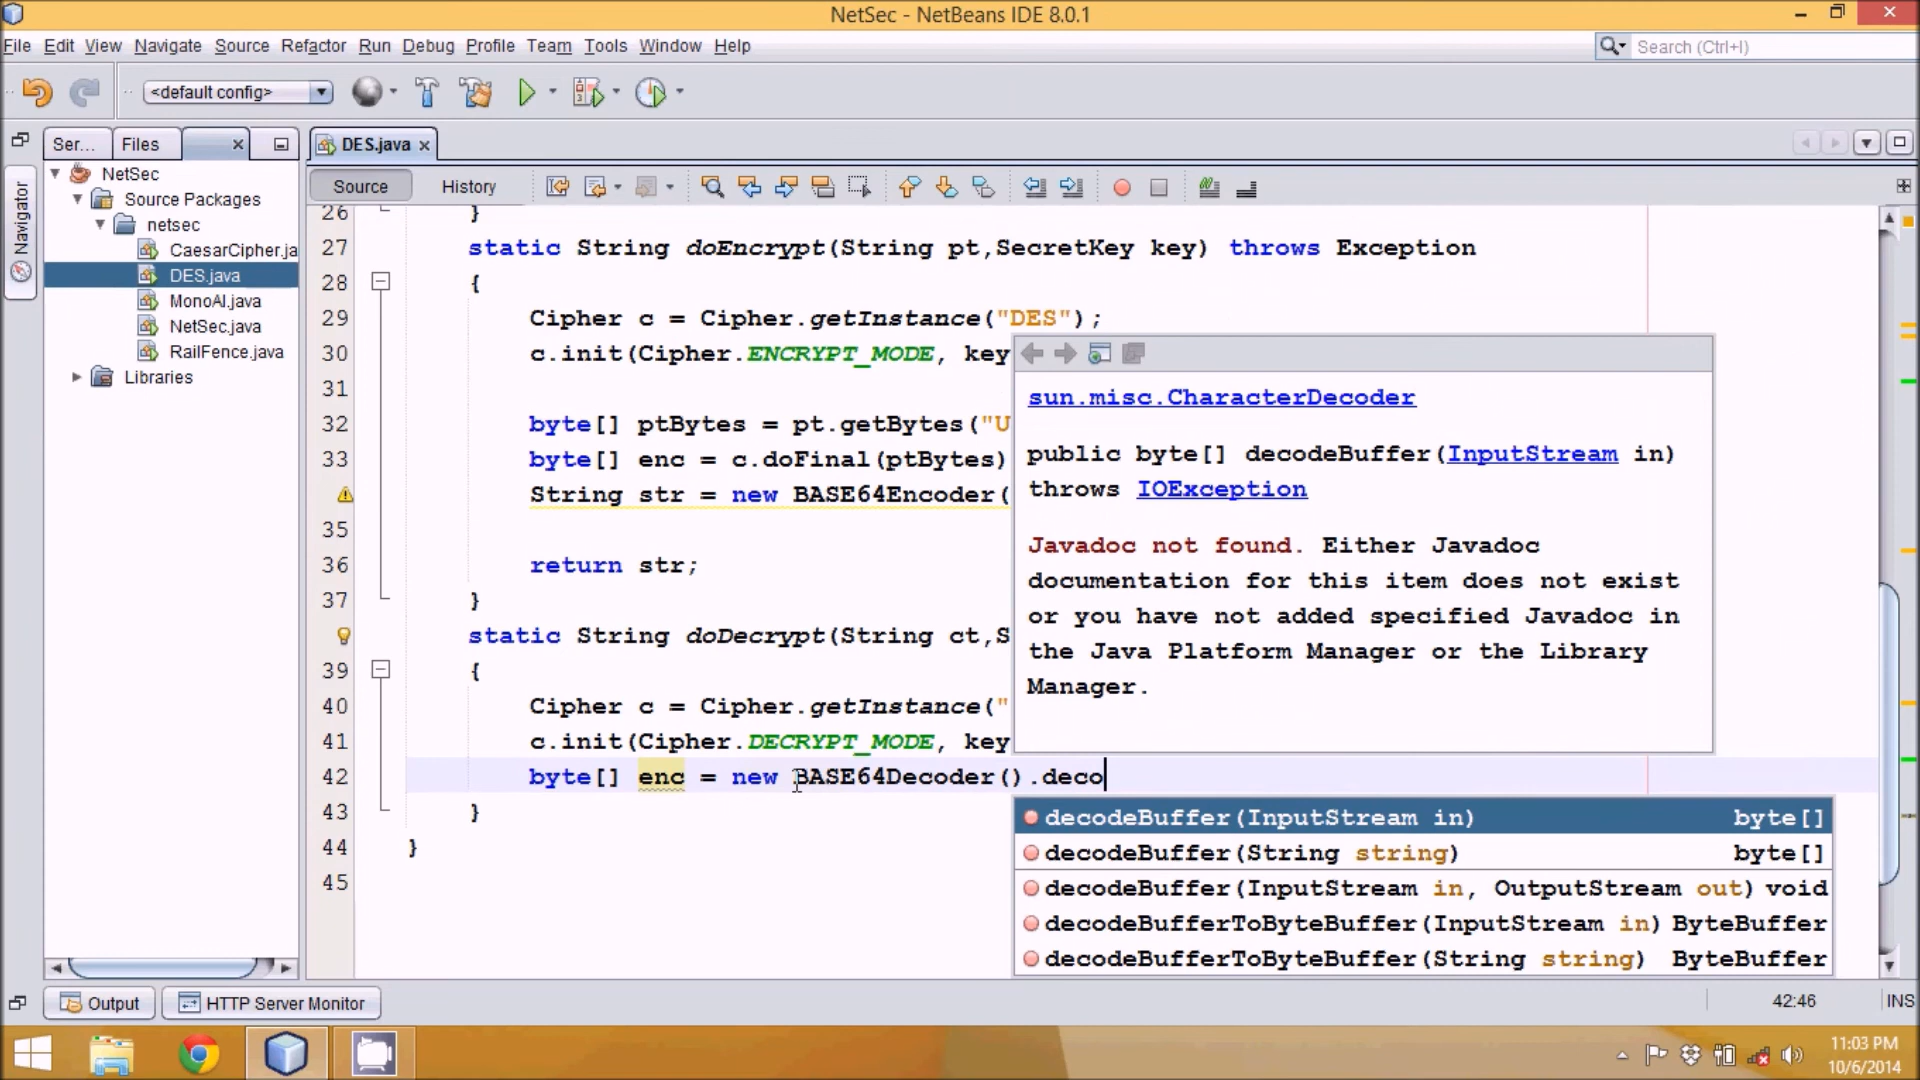 NetSec - NetBeans IDE 8.0.1
File Edit View Navigate Source Refactor Run Debug Profile Team Tools Window Help
Search (Ctrl+I)
<default config>
Ser... Files
DES.java
Navigator
NetSec
Source Packages
netsec
CaesarCipher.ja
DES.java
MonoAl.java
NetSec.java
RailFence.java
Libraries
Source History
26 }
27 static String doEncrypt(String pt,SecretKey key) throws Exception
28 {
29 Cipher c = Cipher.getInstance("DES");
30 c.init(Cipher.ENCRYPT_MODE, key
31
32 byte[] ptBytes = pt.getBytes("U
33 byte[] enc = c.doFinal(ptBytes)
String str = new BASE64Encoder(
35
36 return str;
37 }
static String doDecrypt(String ct,S
39 {
40 Cipher c = Cipher.getInstance("
41 c.init(Cipher.DECRYPT_MODE, key
42 byte[] enc = new BASE64Decoder().deco
43 }
44 }
45
sun.misc.CharacterDecoder
public byte[] decodeBuffer(InputStream in)
throws IOException
Javadoc not found. Either Javadoc
documentation for this item does not exist
or you have not added specified Javadoc in
the Java Platform Manager or the Library
Manager.
decodeBuffer(InputStream in) byte[]
decodeBuffer(String string) byte[]
decodeBuffer(InputStream in, OutputStream out) void
decodeBufferToByteBuffer(InputStream in) ByteBuffer
decodeBufferToByteBuffer(String string) ByteBuffer
Output HTTP Server Monitor
42:46 INS
11:03 PM
10/6/2014